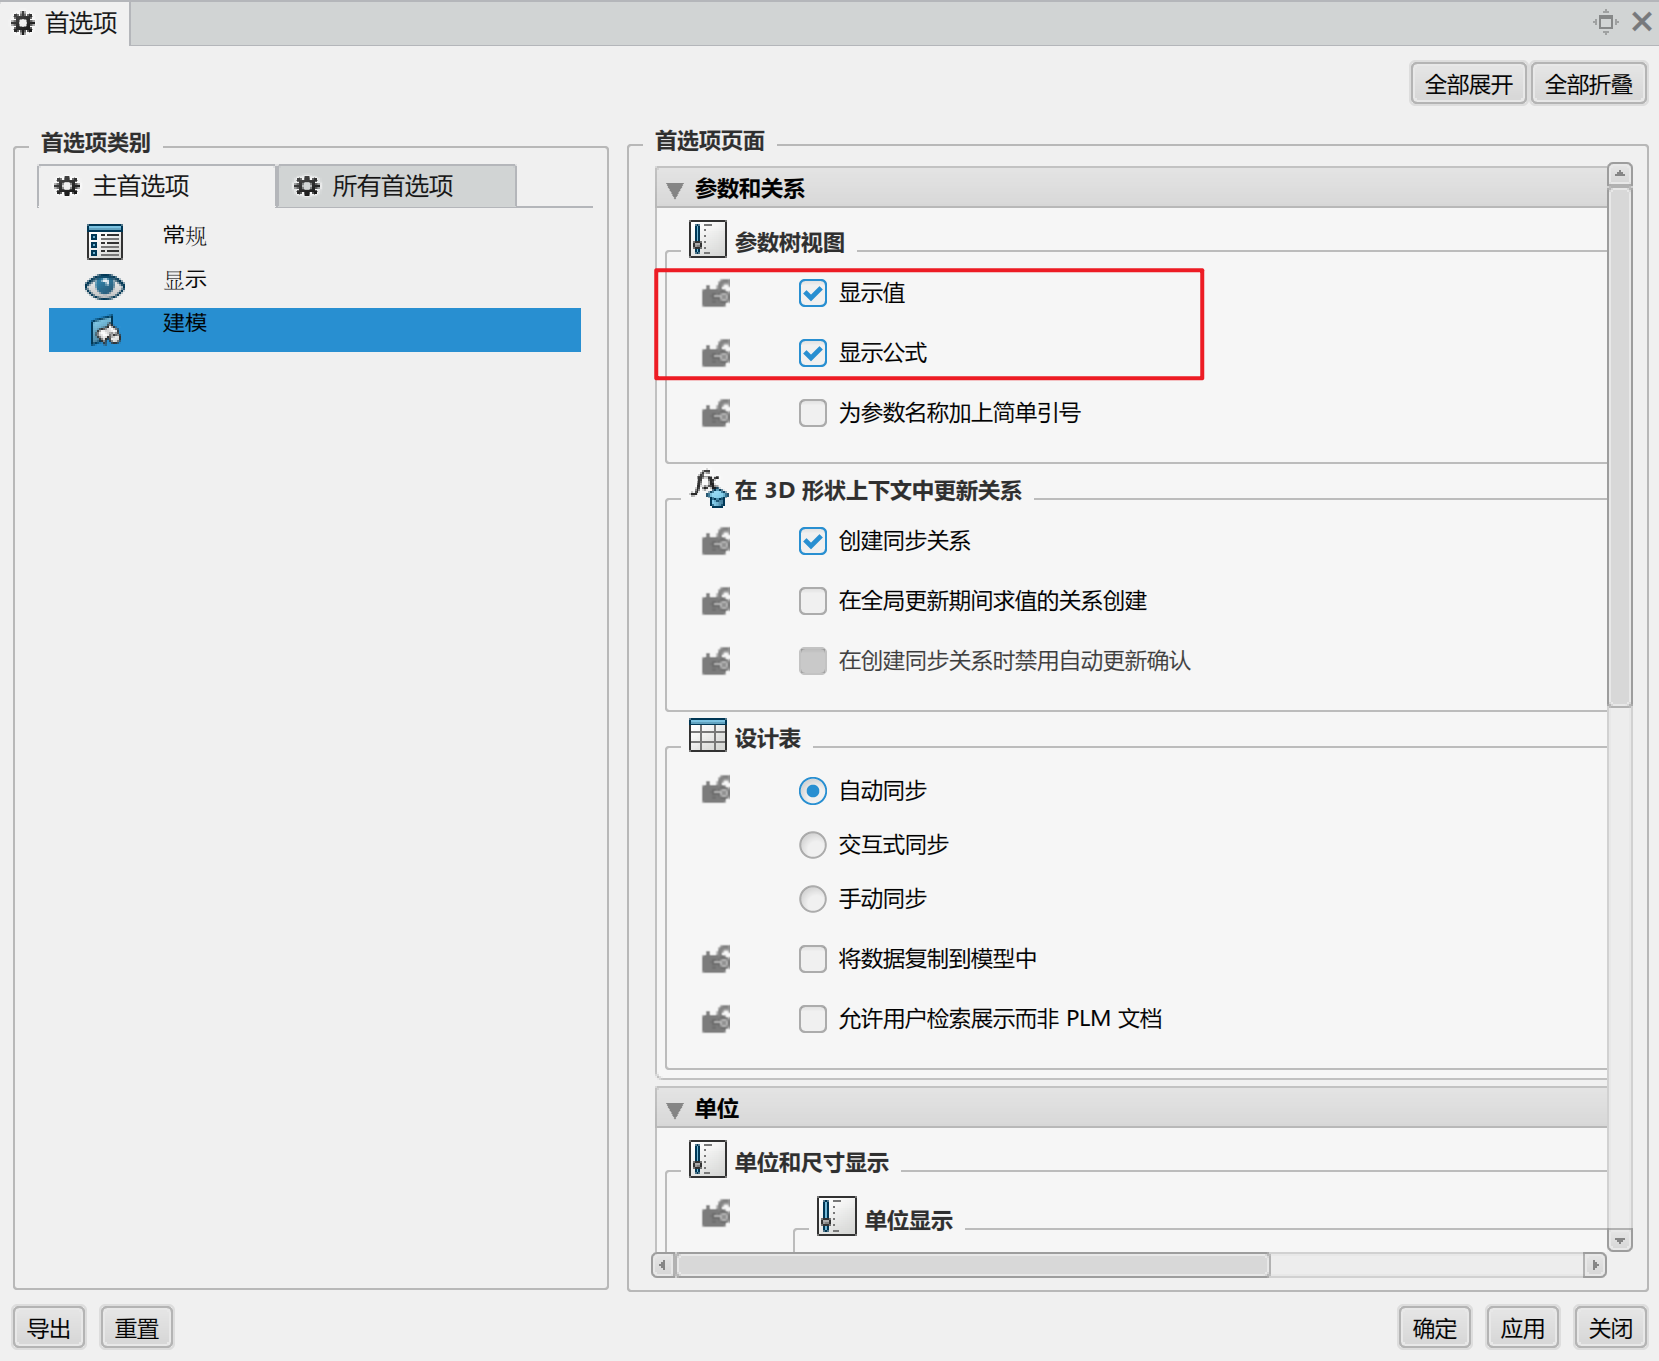 首选项
全部展开 全部折叠
首选项类别
主首选项 所有首选项
常规
显示
建模
首选项页面
参数和关系
参数树视图
显示值
显示公式
为参数名称加上简单引号
在 3D 形状上下文中更新关系
创建同步关系
在全局更新期间求值的关系创建
在创建同步关系时禁用自动更新确认
设计表
自动同步
交互式同步
手动同步
将数据复制到模型中
允许用户检索展示而非 PLM 文档
单位
单位和尺寸显示
单位显示
导出 重置 确定 应用 关闭